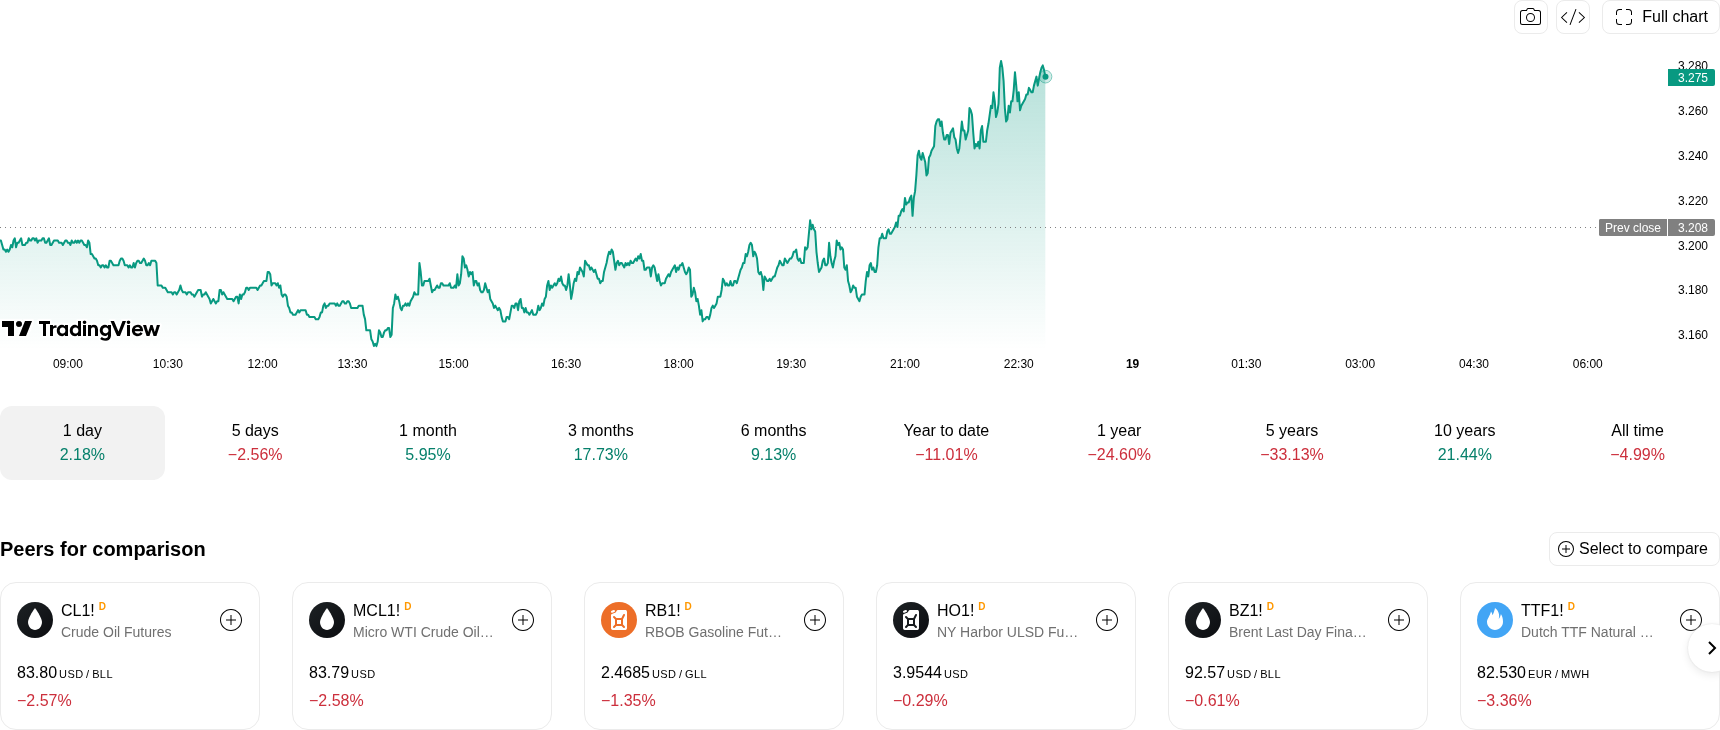 Full chart
3.280
3.275
3.260
3.240
3.220
Prev close 3.208
3.200
3.180
3.160
TradingView
09:00 10:30 12:00 13:30 15:00 16:30 18:00 19:30 21:00 22:30 19 01:30 03:00 04:30 06:00
1 day 5 days 1 month 3 months 6 months Year to date 1 year 5 years 10 years All time
2.18% −2.56% 5.95% 17.73% 9.13% −11.01% −24.60% −33.13% 21.44% −4.99%
Peers for comparison
Select to compare
CL1! D
Crude Oil Futures
83.80 USD / BLL
−2.57%
MCL1! D
Micro WTI Crude Oil…
83.79 USD
−2.58%
RB1! D
RBOB Gasoline Fut…
2.4685 USD / GLL
−1.35%
HO1! D
NY Harbor ULSD Fu…
3.9544 USD
−0.29%
BZ1! D
Brent Last Day Fina…
92.57 USD / BLL
−0.61%
TTF1! D
Dutch TTF Natural …
82.530 EUR / MWH
−3.36%